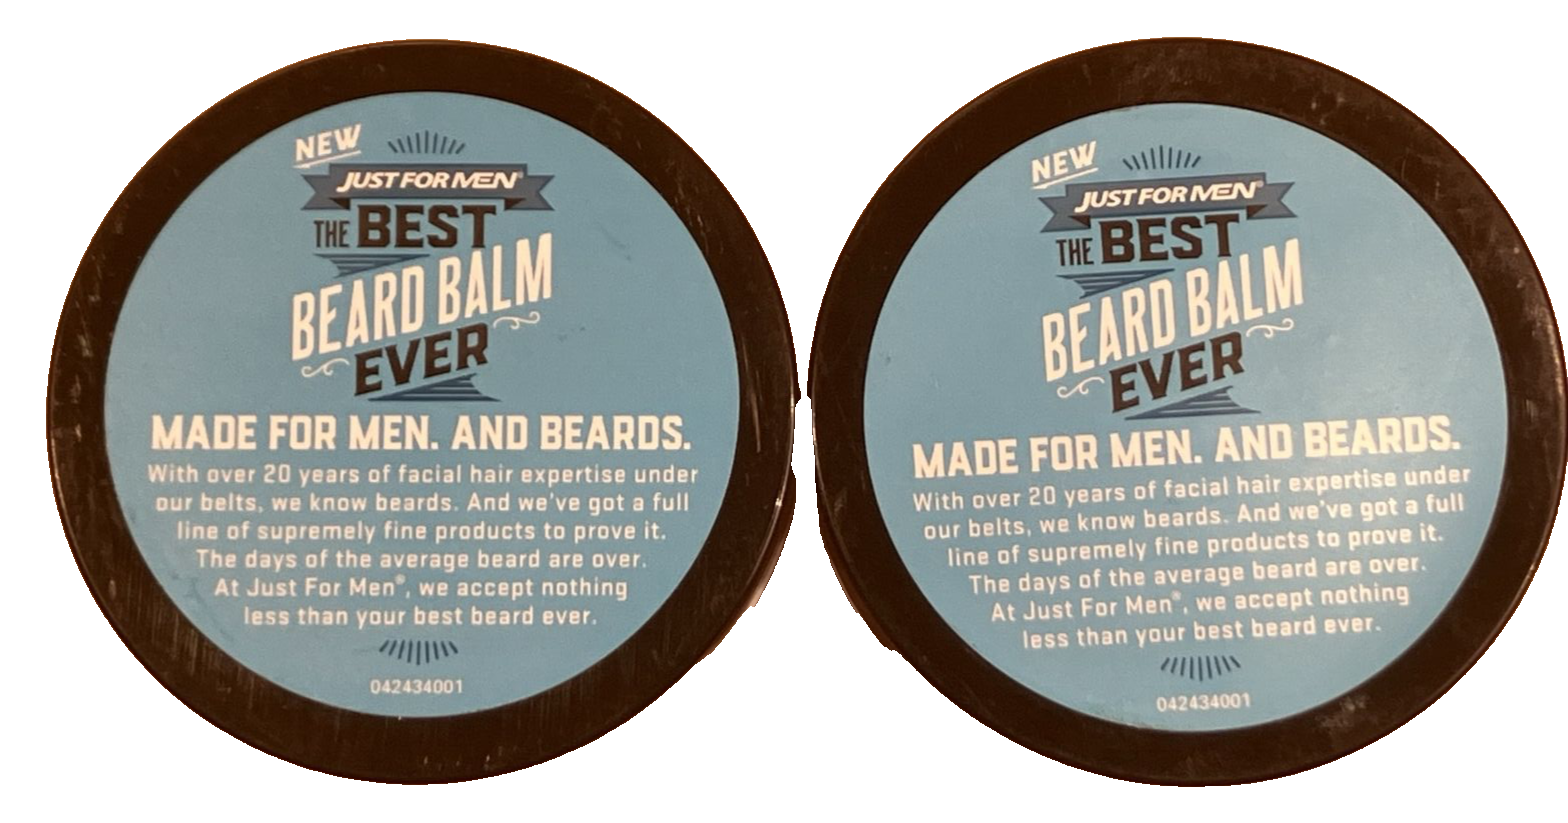 NEW
JUST FOR MEN®
THE BEST
BEARD BALM
EVER
MADE FOR MEN. AND BEARDS.
With over 20 years of facial hair expertise under
our belts, we know beards. And we've got a full
line of supremely fine products to prove it.
The days of the average beard are over.
At Just For Men®, we accept nothing
less than your best beard ever.
042434001
NEW
JUST FOR MEN®
THE BEST
BEARD BALM
EVER
MADE FOR MEN. AND BEARDS.
With over 20 years of facial hair expertise under
our belts, we know beards. And we've got a full
line of supremely fine products to prove it.
The days of the average beard are over.
At Just For Men®, we accept nothing
less than your best beard ever.
042434001